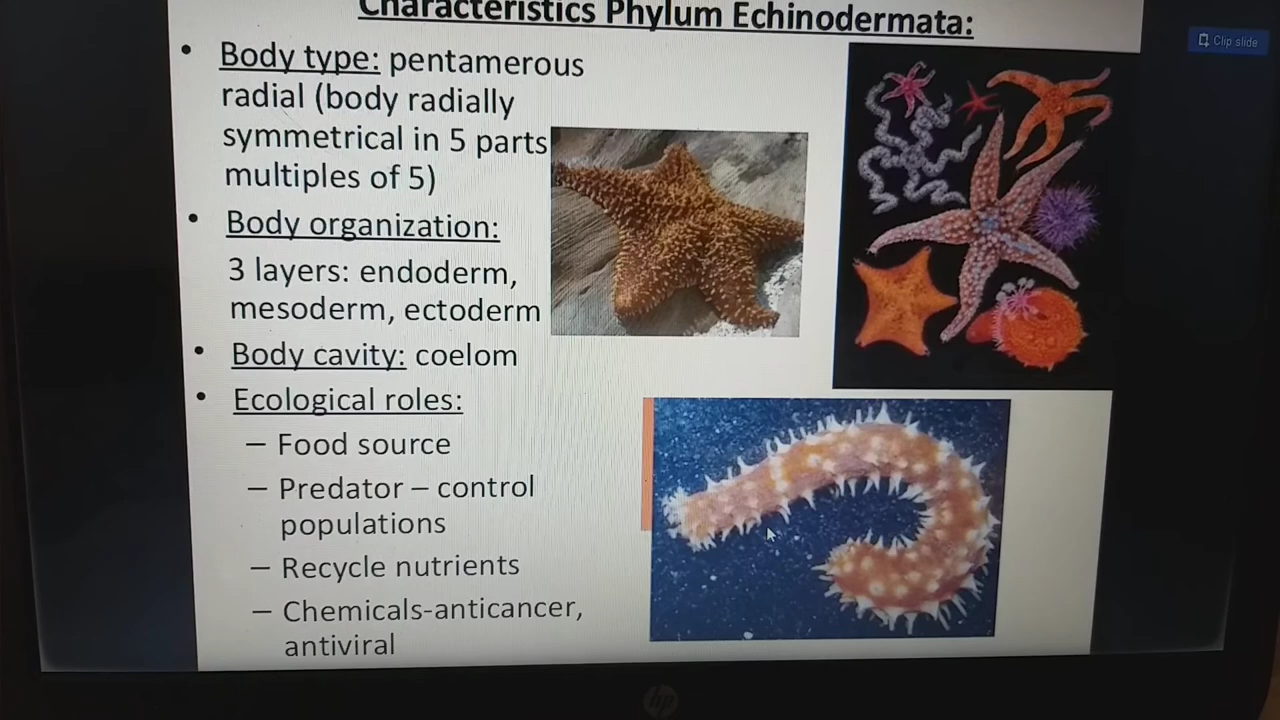 Characteristics Phylum Echinodermata:
Clip slide
• Body type: pentamerous
radial (body radially
symmetrical in 5 parts
multiples of 5)
• Body organization:
3 layers: endoderm,
mesoderm, ectoderm
• Body cavity: coelom
• Ecological roles:
– Food source
– Predator – control
populations
– Recycle nutrients
– Chemicals-anticancer,
antiviral
hp